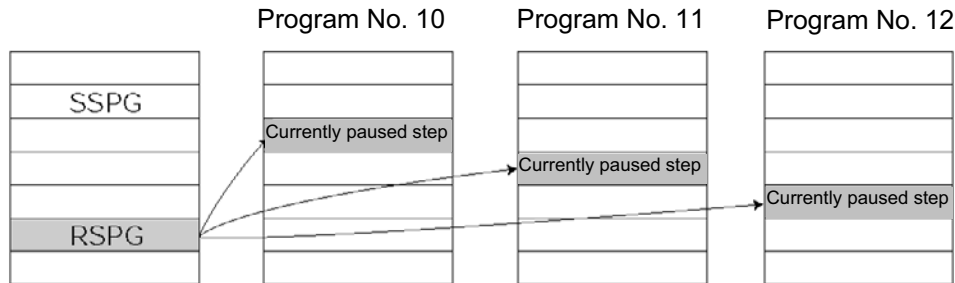 Program No. 10
Program No. 11
Program No. 12
SSPG
Currently paused step
Currently paused step
Currently paused step
RSPG